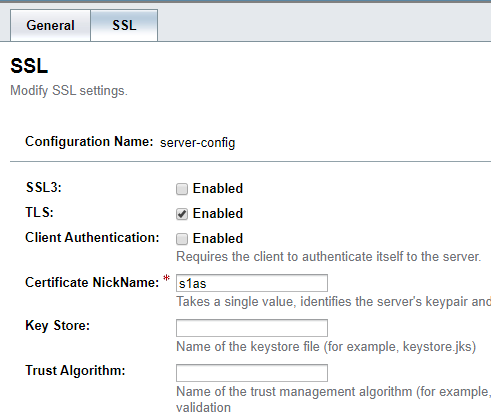 General SSL
SSL
Modify SSL settings.
Configuration Name: server-config
SSL3: Enabled
TLS: Enabled
Client Authentication: Enabled
Requires the client to authenticate itself to the server.
Certificate NickName: * s1as
Takes a single value, identifies the server's keypair and
Key Store:
Name of the keystore file (for example, keystore.jks)
Trust Algorithm:
Name of the trust management algorithm (for example,
validation